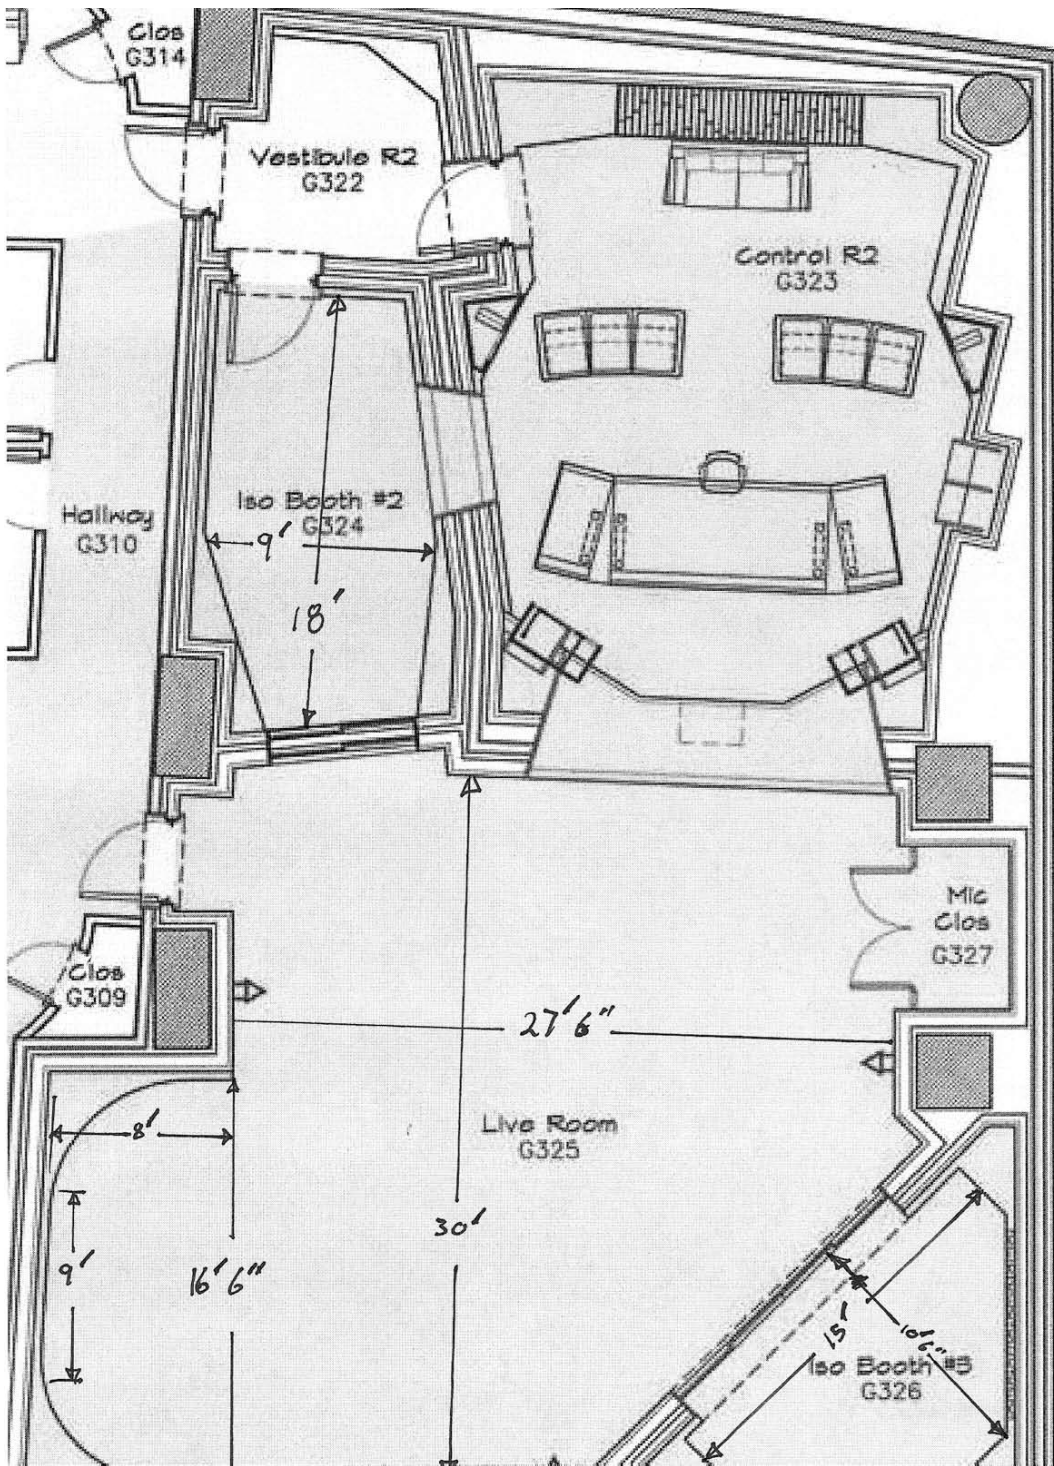 Clos
G314
Vestibule R2
G322
Control R2
G323
Iso Booth #2
G324
9'
18'
Hallway
G310
Mic
Clos
G327
Clos
G309
27'6"
Live Room
G325
8'
30'
9'
16'6"
15'
10'6"
Iso Booth #3
G326